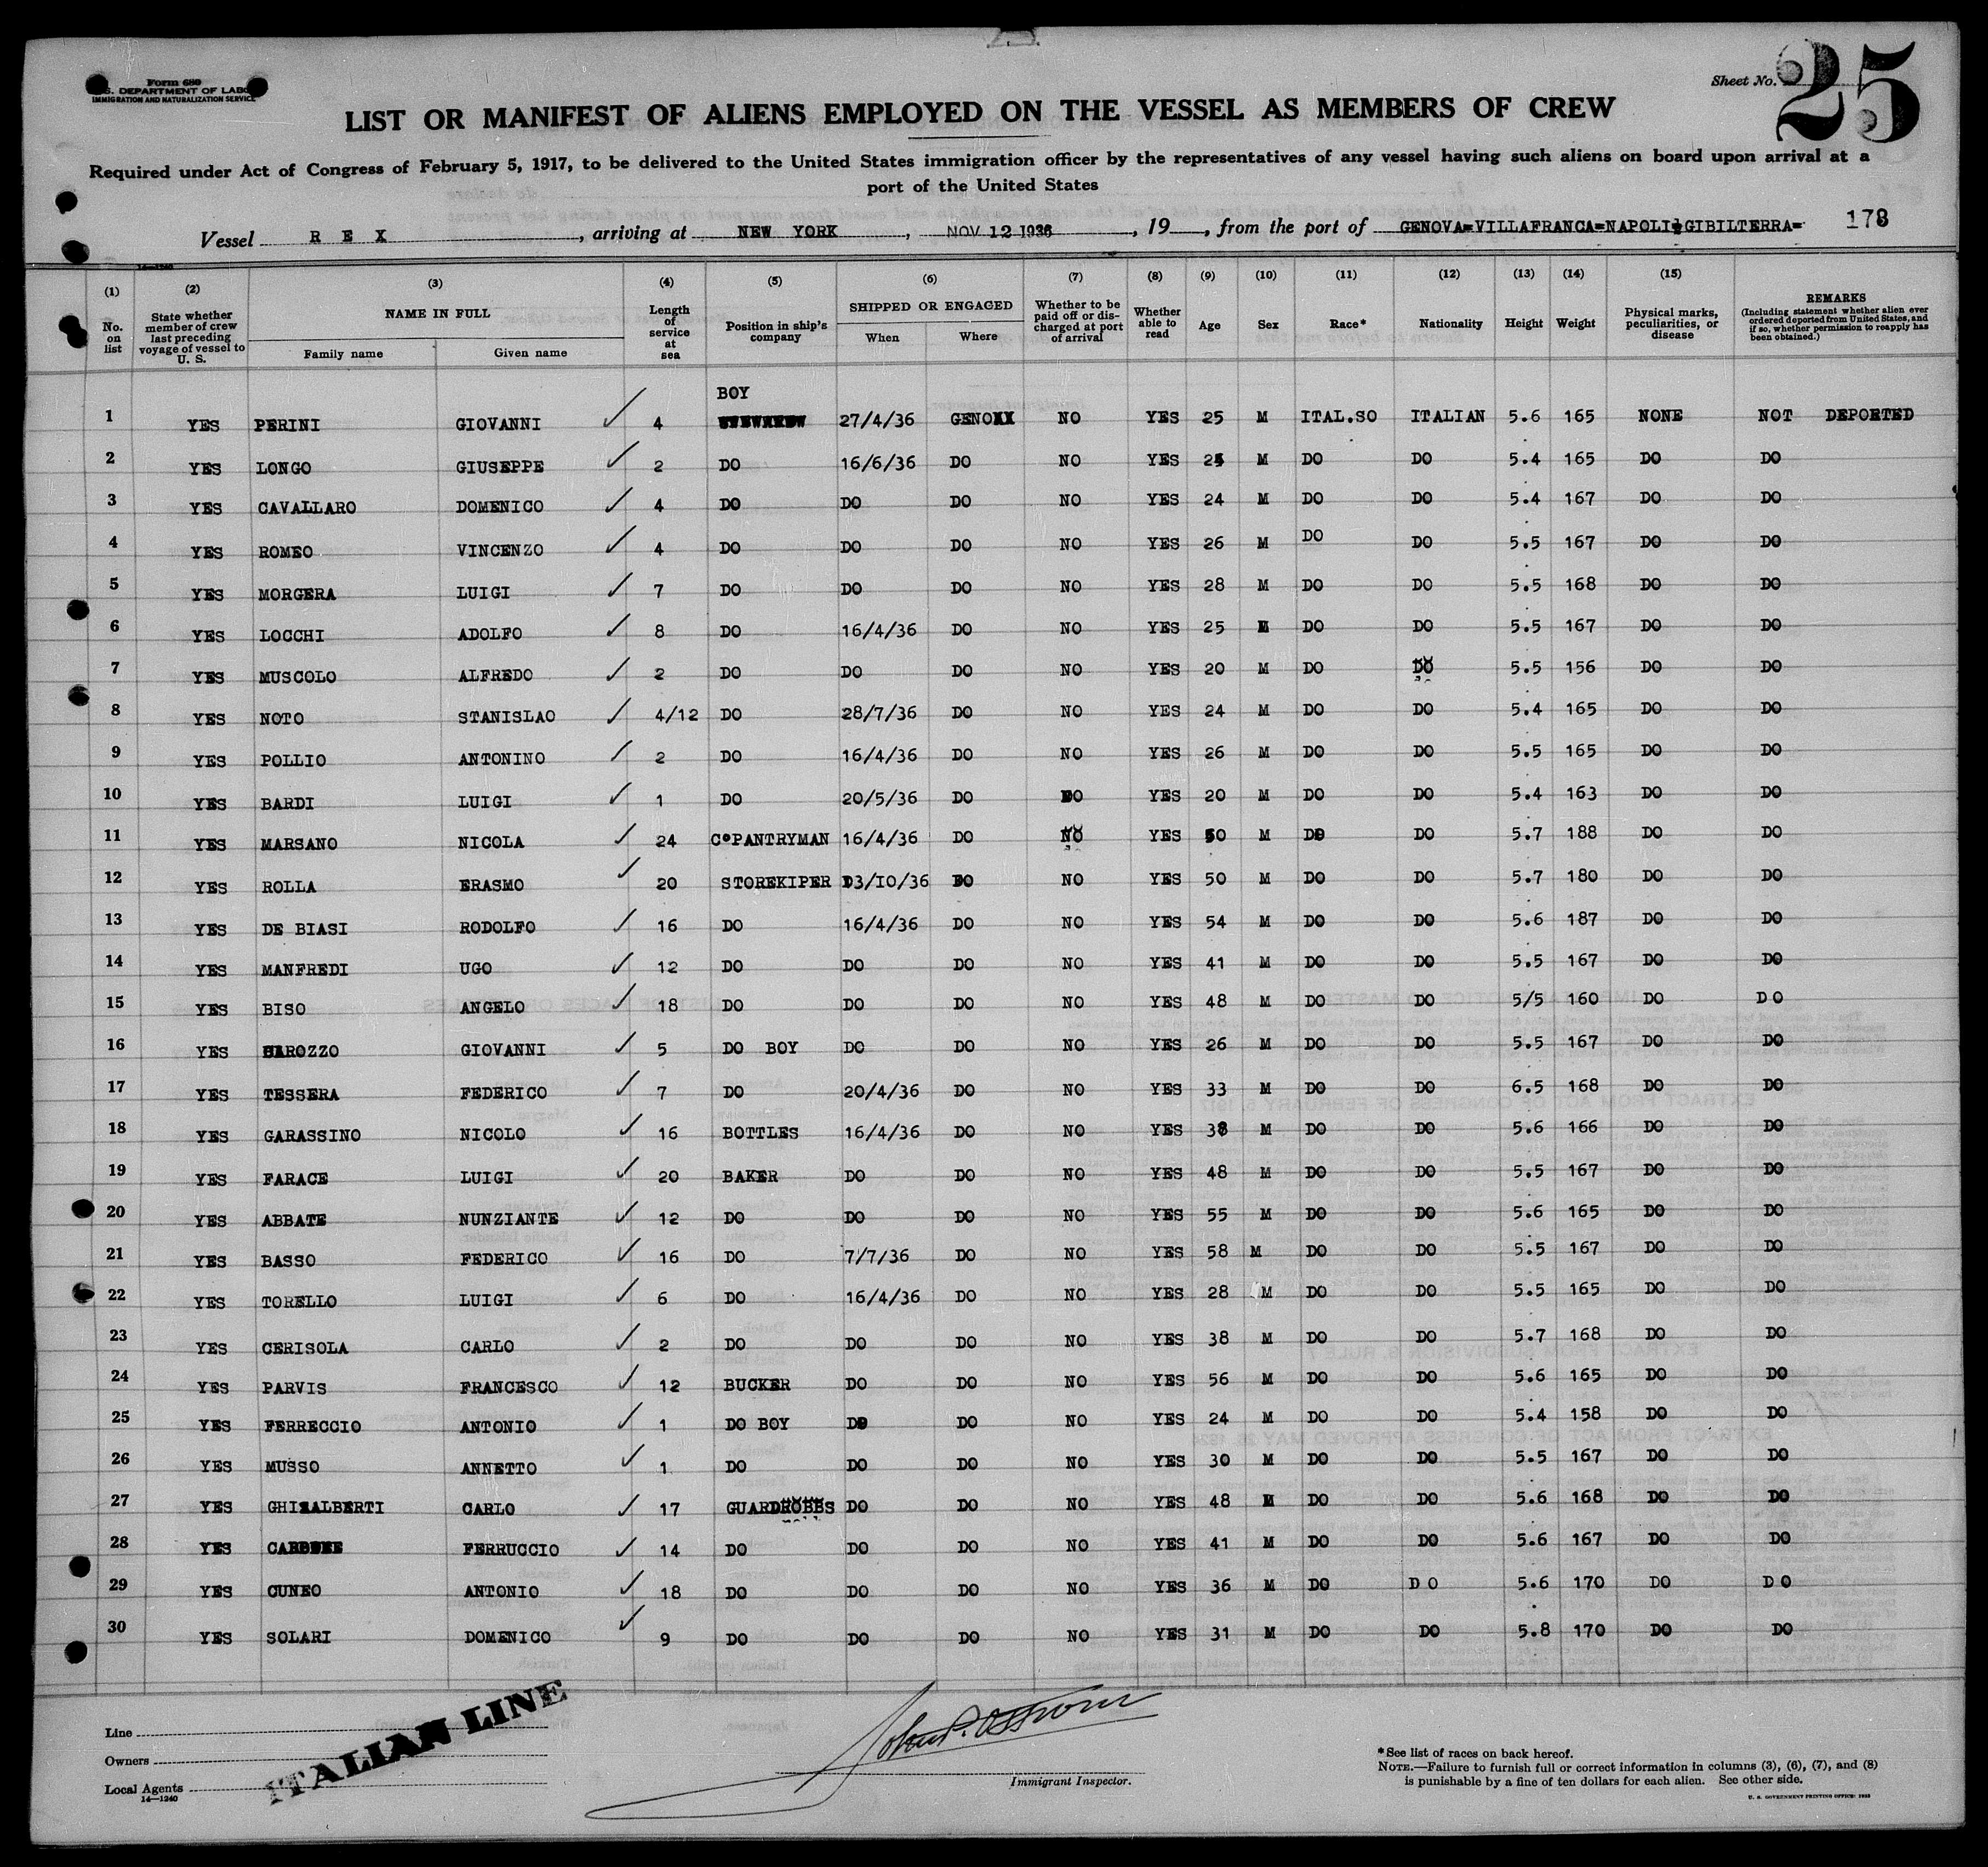 Form 680
U.S. DEPARTMENT OF LABOR
IMMIGRATION AND NATURALIZATION SERVICE
Sheet No. 25
LIST OR MANIFEST OF ALIENS EMPLOYED ON THE VESSEL AS MEMBERS OF CREW
Required under Act of Congress of February 5, 1917, to be delivered to the United States immigration officer by the representatives of any vessel having such aliens on board upon arrival at a
port of the United States
Vessel R E X, arriving at NEW YORK, NOV 12 1936, 19, from the port of GENOVA=VILLAFRANCA=NAPOLI=GIBILTERRA= 178
14—1240
(1) (2) (3) (4) (5) (6) (7) (8) (9) (10) (11) (12) (13) (14) (15)
No. on list | State whether member of crew last preceding voyage of vessel to U. S. | NAME IN FULL | Family name | Given name | Length of service at sea | Position in ship's company | SHIPPED OR ENGAGED | When | Where | Whether to be paid off or discharged at port of arrival | Whether able to read | Age | Sex | Race* | Nationality | Height | Weight | Physical marks, peculiarities, or disease | REMARKS (Including statement whether alien ever ordered deported from United States, and if so, whether permission to reapply has been obtained.)
BOY
1 YES PERINI GIOVANNI 4 27/4/36 GENO NO YES 25 M ITAL.SO ITALIAN 5.6 165 NONE NOT DEPORTED
2 YES LONGO GIUSEPPE 2 DO 16/6/36 DO NO YES M DO DO 5.4 165 DO DO
3 YES CAVALLARO DOMENICO 4 DO DO DO NO YES 24 M DO DO 5.4 167 DO DO
4 YES ROMEO VINCENZO 4 DO DO DO NO YES 26 M DO DO 5.5 167 DO DO
5 YES MORGERA LUIGI 7 DO DO DO NO YES 28 M DO DO 5.5 168 DO DO
6 YES LOCCHI ADOLFO 8 DO 16/4/36 DO NO YES 25 M DO DO 5.5 167 DO DO
7 YES MUSCOLO ALFREDO 2 DO DO DO NO YES 20 M DO DO 5.5 156 DO DO
8 YES NOTO STANISLAO 4/12 DO 28/7/36 DO NO YES 24 M DO DO 5.4 165 DO DO
9 YES POLLIO ANTONINO 2 DO 16/4/36 DO NO YES 26 M DO DO 5.5 165 DO DO
10 YES BARDI LUIGI 1 DO 20/5/36 DO DO YES 20 M DO DO 5.4 163 DO DO
11 YES MARSANO NICOLA 24 C°PANTRYMAN 16/4/36 DO NO YES 50 M DO DO 5.7 188 DO DO
12 YES ROLLA ERASMO 20 STOREKIPER 13/IO/36 DO NO YES 50 M DO DO 5.7 180 DO DO
13 YES DE BIASI RODOLFO 16 DO 16/4/36 DO NO YES 54 M DO DO 5.6 187 DO DO
14 YES MANFREDI UGO 12 DO DO DO NO YES 41 M DO DO 5.5 167 DO DO
15 YES BISO ANGELO 18 DO DO DO NO YES 48 M DO DO 5/5 160 DO D O
16 YES GIOVANNI 5 DO BOY DO DO NO YES 26 M DO DO 5.5 167 DO DO
17 YES TESSERA FEDERICO 7 DO 20/4/36 DO NO YES 33 M DO DO 6.5 168 DO DO
18 YES GARASSINO NICOLO 16 BOTTLES 16/4/36 DO NO YES 38 M DO DO 5.6 166 DO DO
19 YES FARACE LUIGI 20 BAKER DO DO NO YES 48 M DO DO 5.5 167 DO DO
20 YES ABBATE NUNZIANTE 12 DO DO DO NO YES 55 M DO DO 5.6 165 DO DO
21 YES BASSO FEDERICO 16 DO 7/7/36 DO NO YES 58 M DO DO 5.5 167 DO DO
22 YES TORELLO LUIGI 6 DO 16/4/36 DO NO YES 28 M DO DO 5.5 165 DO DO
23 YES CERISOLA CARLO 2 DO DO DO NO YES 38 M DO DO 5.7 168 DO DO
24 YES PARVIS FRANCESCO 12 BUCKER DO DO NO YES 56 M DO DO 5.6 165 DO DO
25 YES FERRECCIO ANTONIO 1 DO BOY DO DO NO YES 24 M DO DO 5.4 158 DO DO
26 YES MUSSO ANNETTO 1 DO DO DO NO YES 30 M DO DO 5.5 167 DO DO
27 YES GHISALBERTI CARLO 17 GUARDROBBS DO DO NO YES 48 M DO DO 5.6 168 DO DO
28 YES FERRUCCIO 14 DO DO DO NO YES 41 M DO DO 5.6 167 DO DO
29 YES CUNEO ANTONIO 18 DO DO DO NO YES 36 M DO D O 5.6 170 DO D O
30 YES SOLARI DOMENICO 9 DO DO DO NO YES 31 M DO DO 5.8 170 DO DO
Line
Owners
Local Agents
14—1240
ITALIAN LINE
Immigrant Inspector.
*See list of races on back hereof.
NOTE.—Failure to furnish full or correct information in columns (3), (6), (7), and (8)
is punishable by a fine of ten dollars for each alien. See other side.
U. S. GOVERNMENT PRINTING OFFICE: 1933